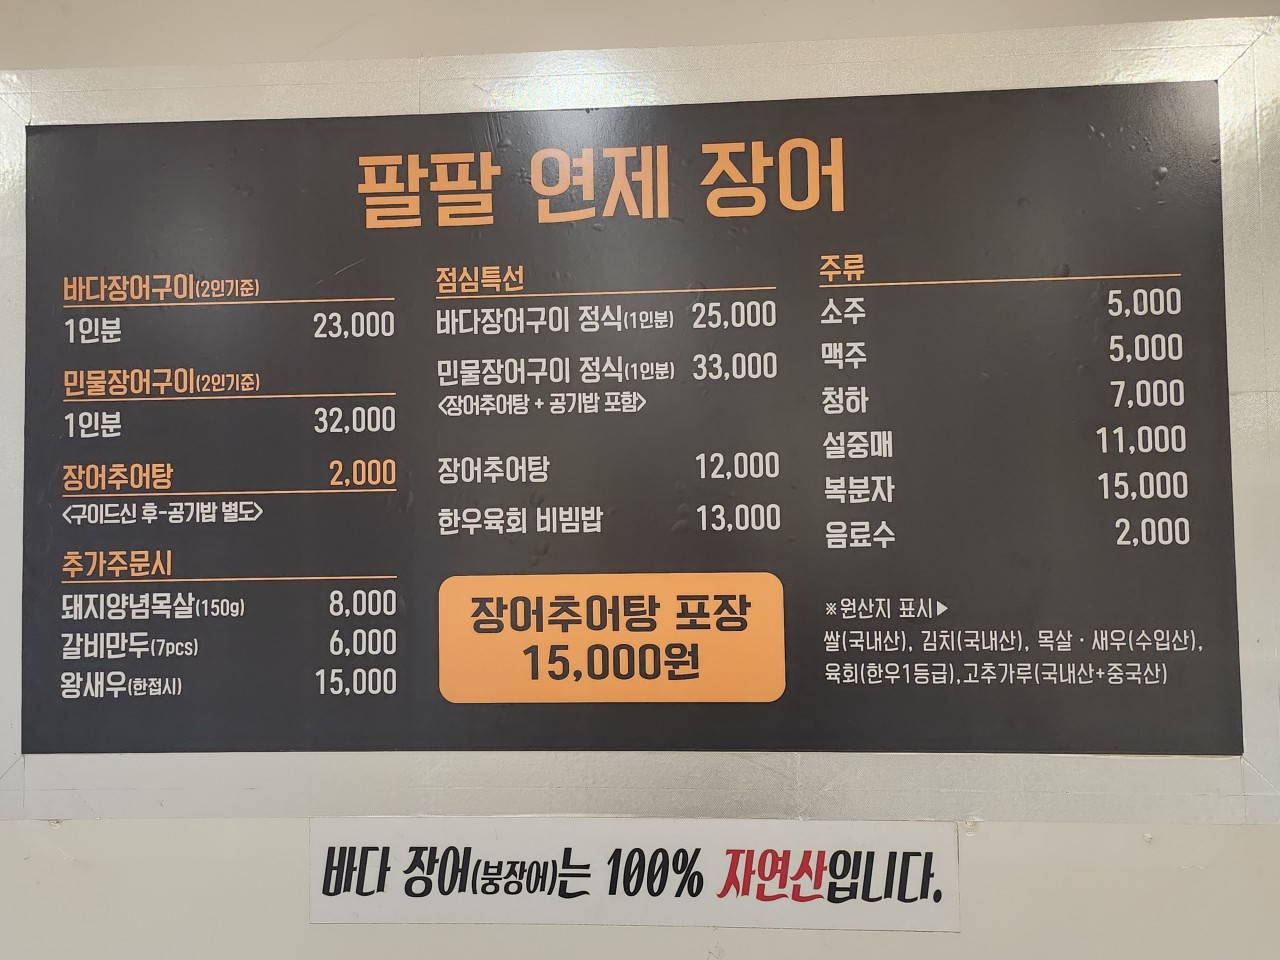 팔팔 연제 장어
바다장어구이(2인기준)
1인분 23,000
민물장어구이(2인기준)
1인분 32,000
장어추어탕 2,000
<구이드신 후-공기밥 별도>
추가주문시
돼지양념목살(150g) 8,000
갈비만두(7pcs) 6,000
왕새우(한접시) 15,000
점심특선
바다장어구이 정식(1인분) 25,000
민물장어구이 정식(1인분) 33,000
<장어추어탕 + 공기밥 포함>
장어추어탕 12,000
한우육회 비빔밥 13,000
장어추어탕 포장
15,000원
주류
소주 5,000
맥주 5,000
청하 7,000
설중매 11,000
복분자 15,000
음료수 2,000
※원산지 표시▶
쌀(국내산), 김치(국내산), 목살 · 새우(수입산),
육회(한우1등급),고추가루(국내산+중국산)
바다 장어(붕장어)는 100% 자연산입니다.